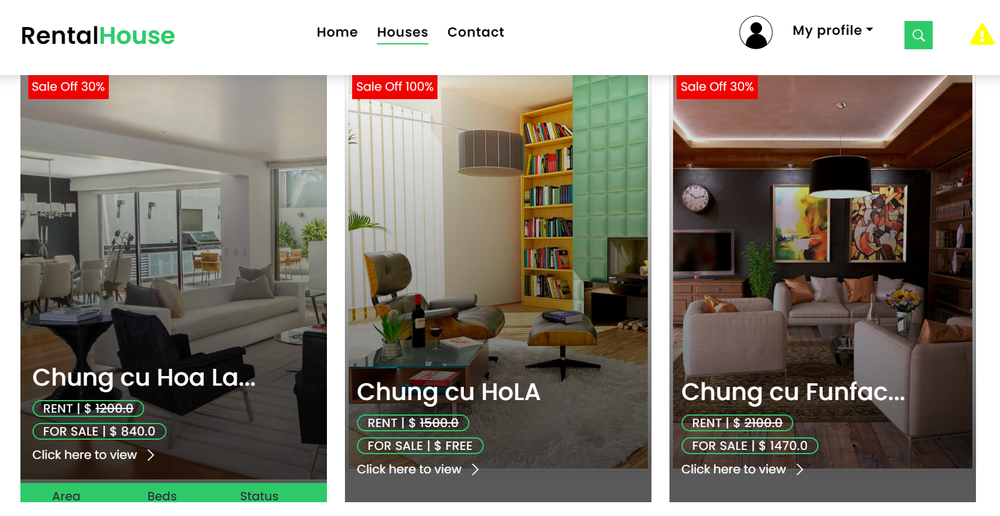 RentalHouse
Home Houses Contact
My profile
Sale Off 30%
Chung cu Hoa La...
RENT | $ 1200.0
FOR SALE | $ 840.0
Click here to view
Area Beds Status
Sale Off 100%
Chung cu HoLA
RENT | $ 1500.0
FOR SALE | $ FREE
Click here to view
Sale Off 30%
Chung cu Funfac...
RENT | $ 2100.0
FOR SALE | $ 1470.0
Click here to view